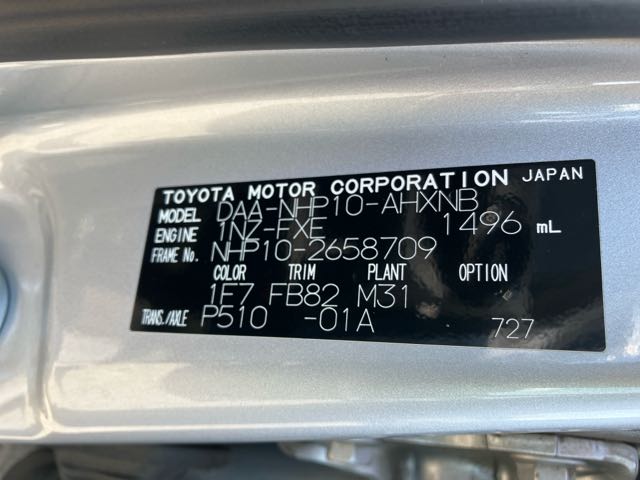 TOYOTA MOTOR CORPORATION JAPAN
MODEL DAA-NHP10-AHXNB
ENGINE 1NZ-FXE 1496 mL
FRAME No. NHP10-2658709
COLOR TRIM PLANT OPTION
1E7 FB82 M31
TRANS./AXLE P510 -01A 727